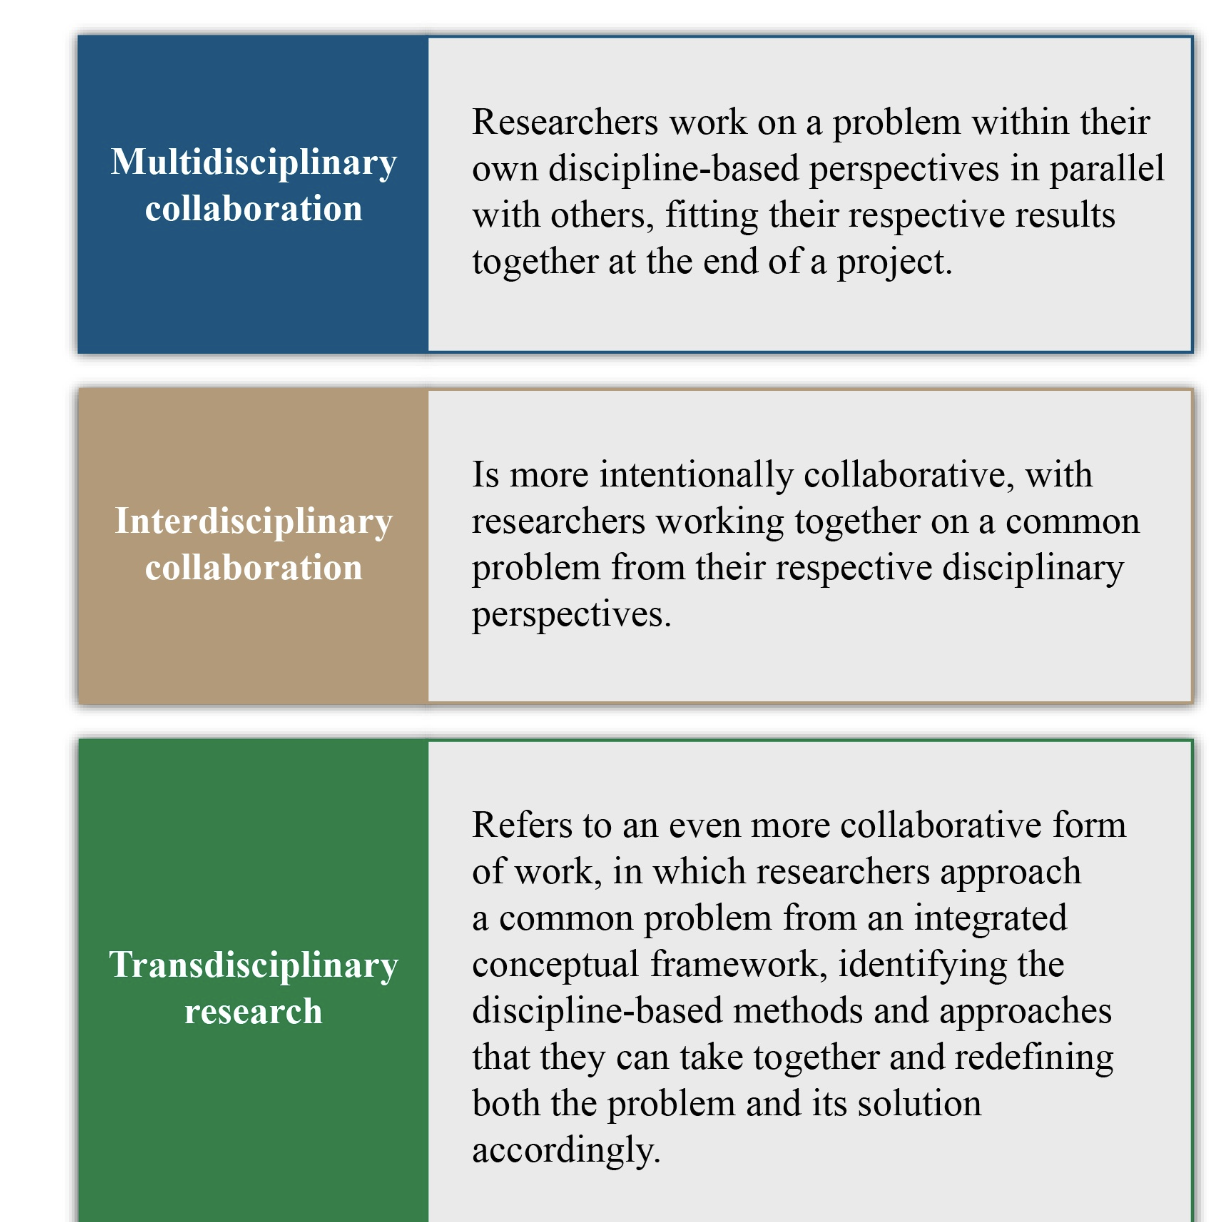 Multidisciplinary
collaboration
Researchers work on a problem within their
own discipline-based perspectives in parallel
with others, fitting their respective results
together at the end of a project.
Interdisciplinary
collaboration
Is more intentionally collaborative, with
researchers working together on a common
problem from their respective disciplinary
perspectives.
Transdisciplinary
research
Refers to an even more collaborative form
of work, in which researchers approach
a common problem from an integrated
conceptual framework, identifying the
discipline-based methods and approaches
that they can take together and redefining
both the problem and its solution
accordingly.